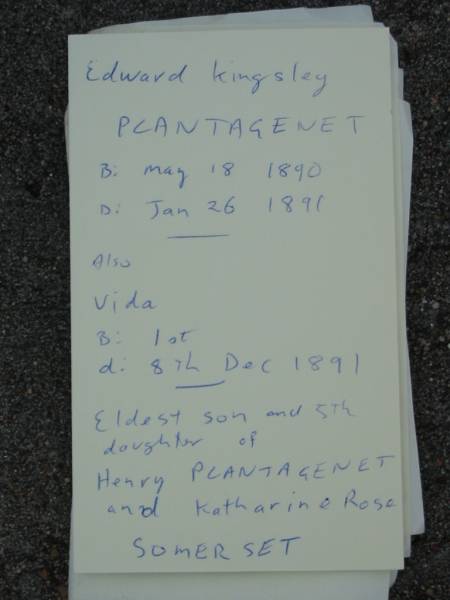 Edward Kingsley
PLANTAGENET
B: May 18 1890
D: Jan 26 1891
Also
Vida
B: 1st
d: 8th Dec 1891
Eldest son and 5th
daughter of
Henry PLANTAGENET
and Katharine Rose
SOMERSET